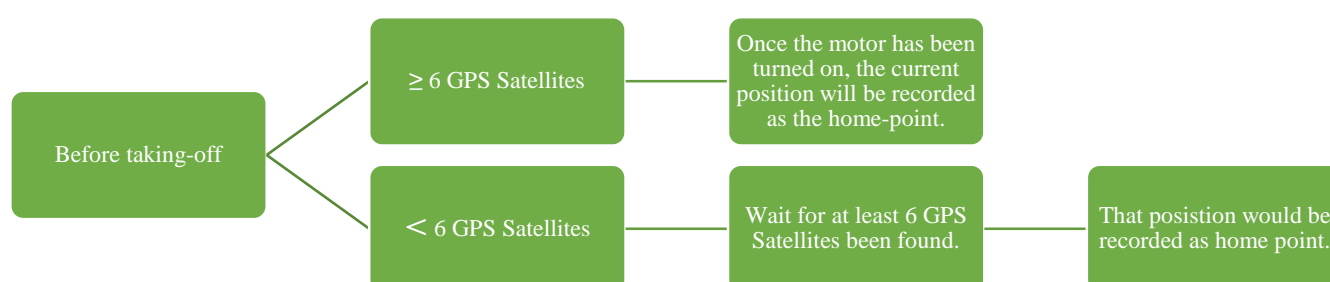 Before taking-off
≥ 6 GPS Satellites
Once the motor has been
turned on, the current
position will be recorded
as the home-point.
< 6 GPS Satellites
Wait for at least 6 GPS
Satellites been found.
That posistion would be
recorded as home point.